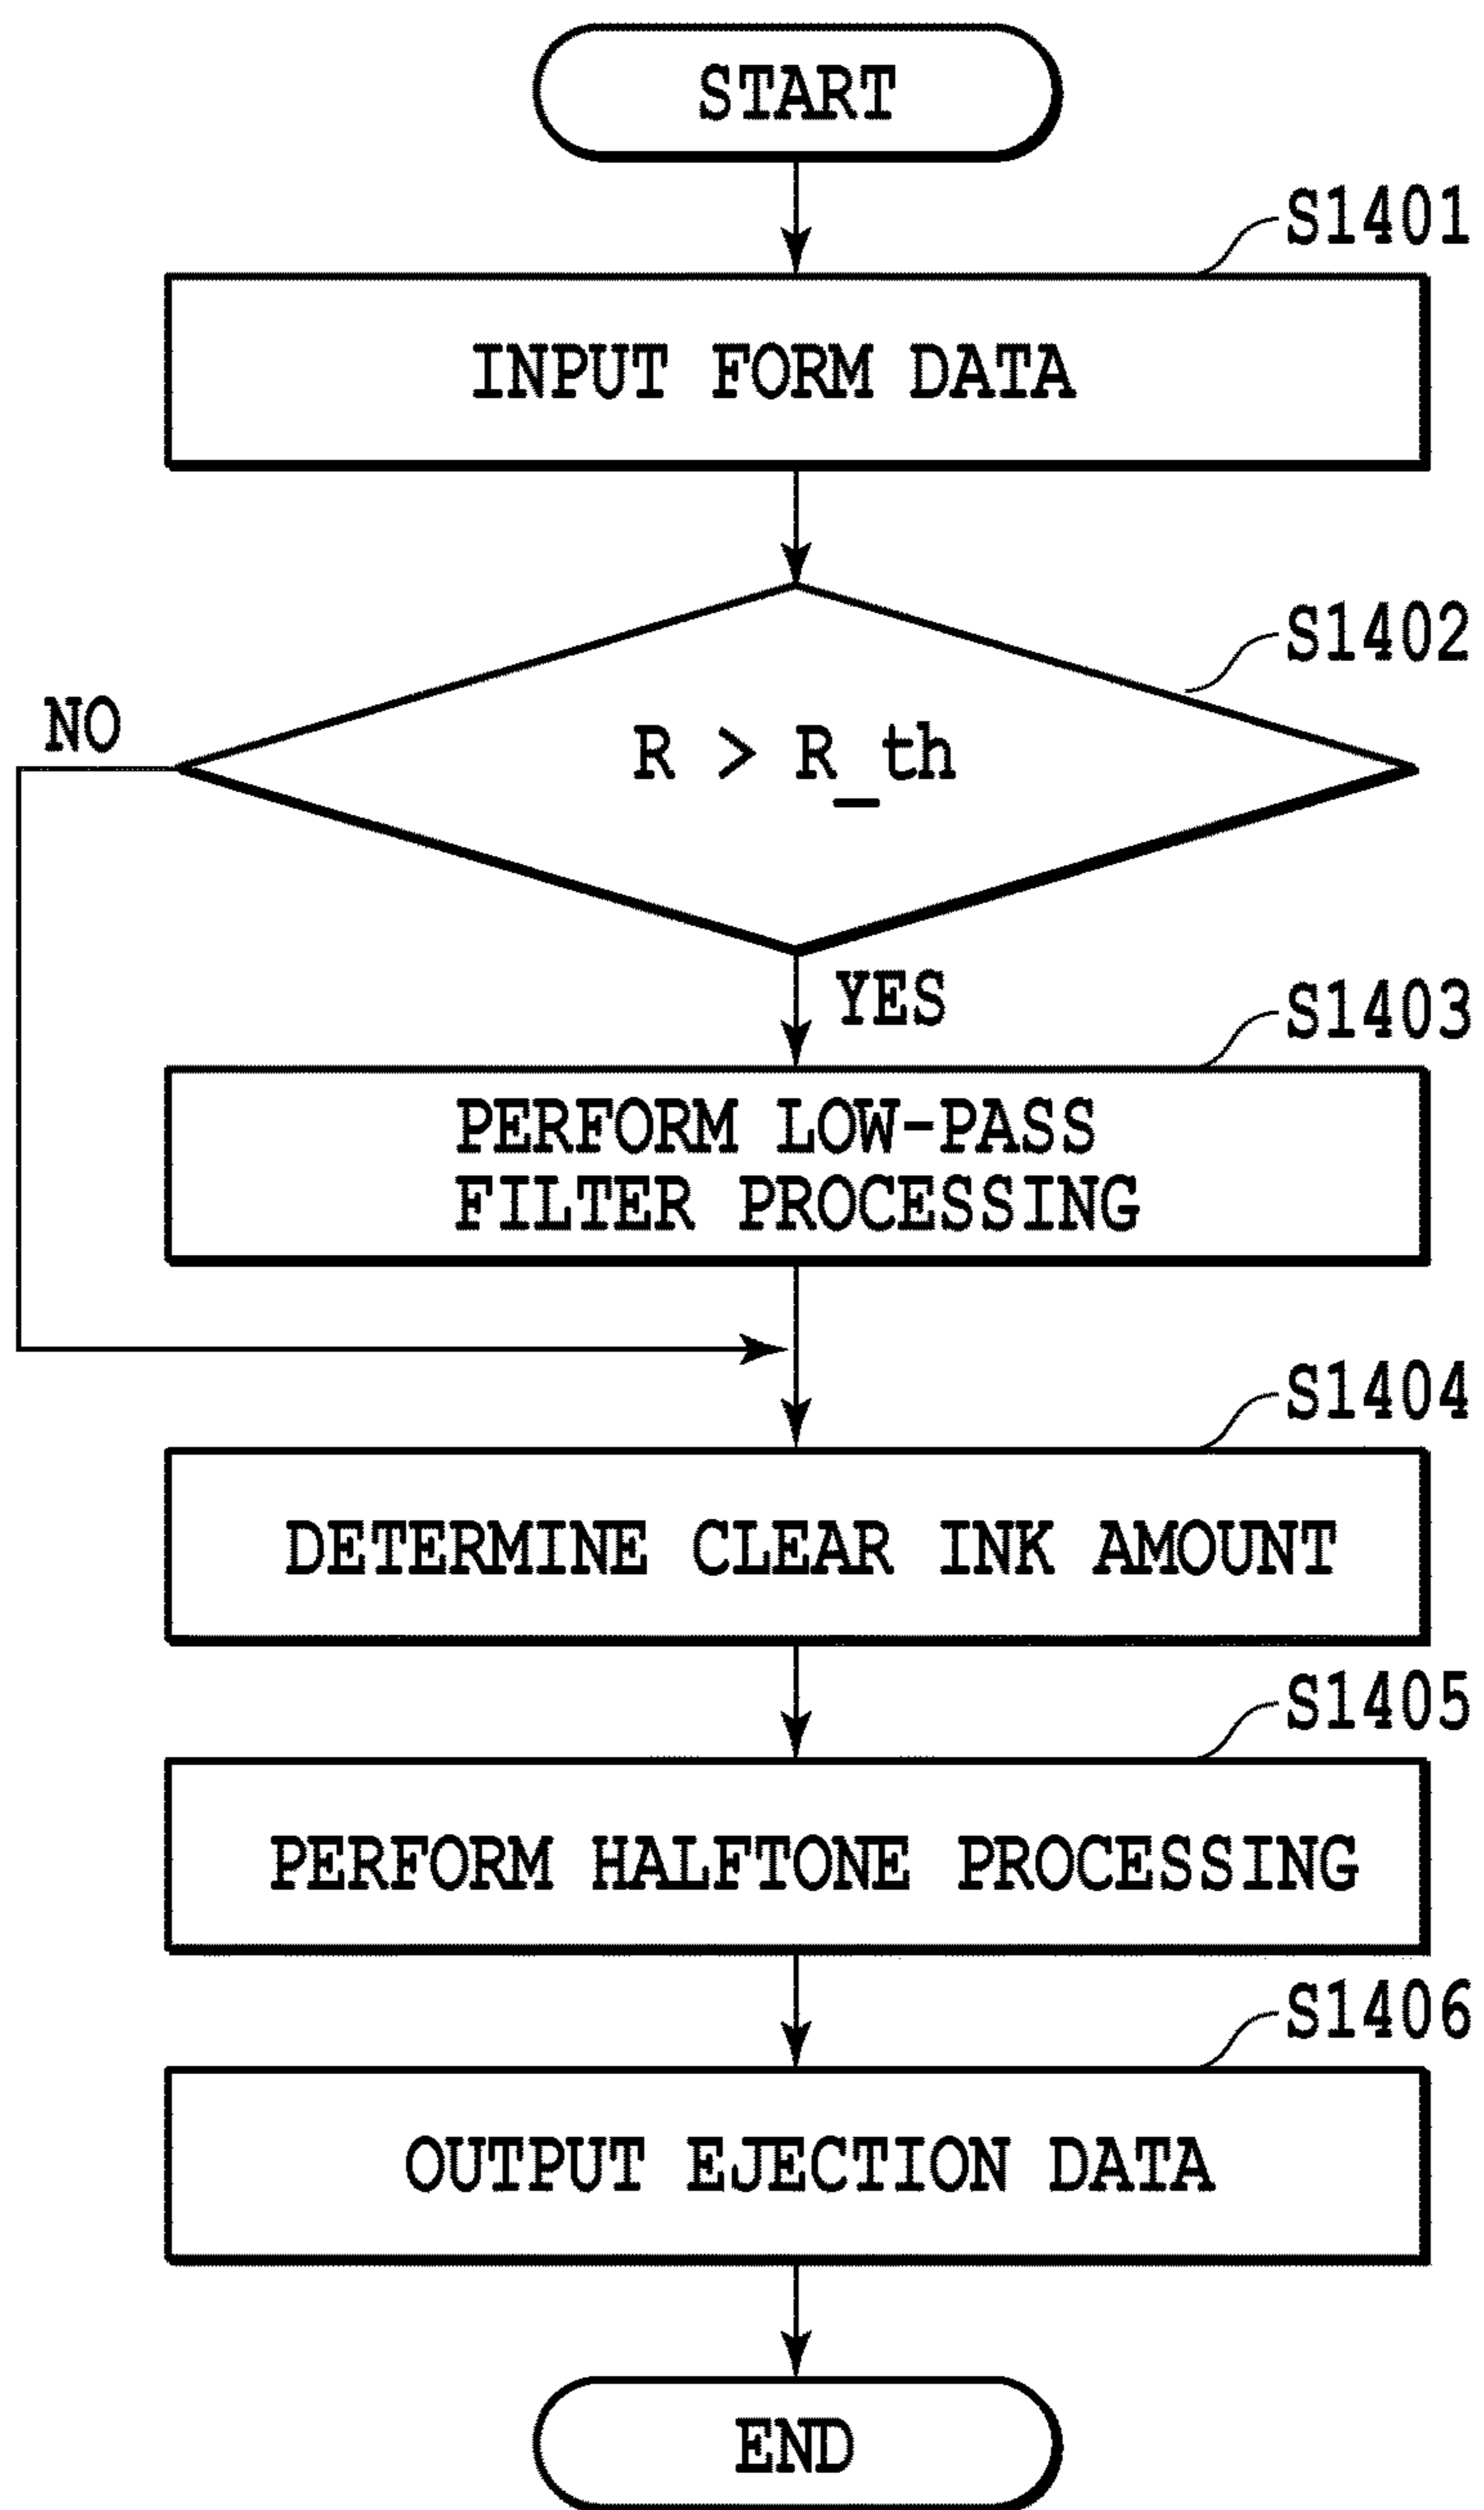 START
S1401
INPUT FORM DATA
S1402
NO
R > R_th
YES
S1403
PERFORM LOW-PASS
FILTER PROCESSING
S1404
DETERMINE CLEAR INK AMOUNT
S1405
PERFORM HALFTONE PROCESSING
S1406
OUTPUT EJECTION DATA
END